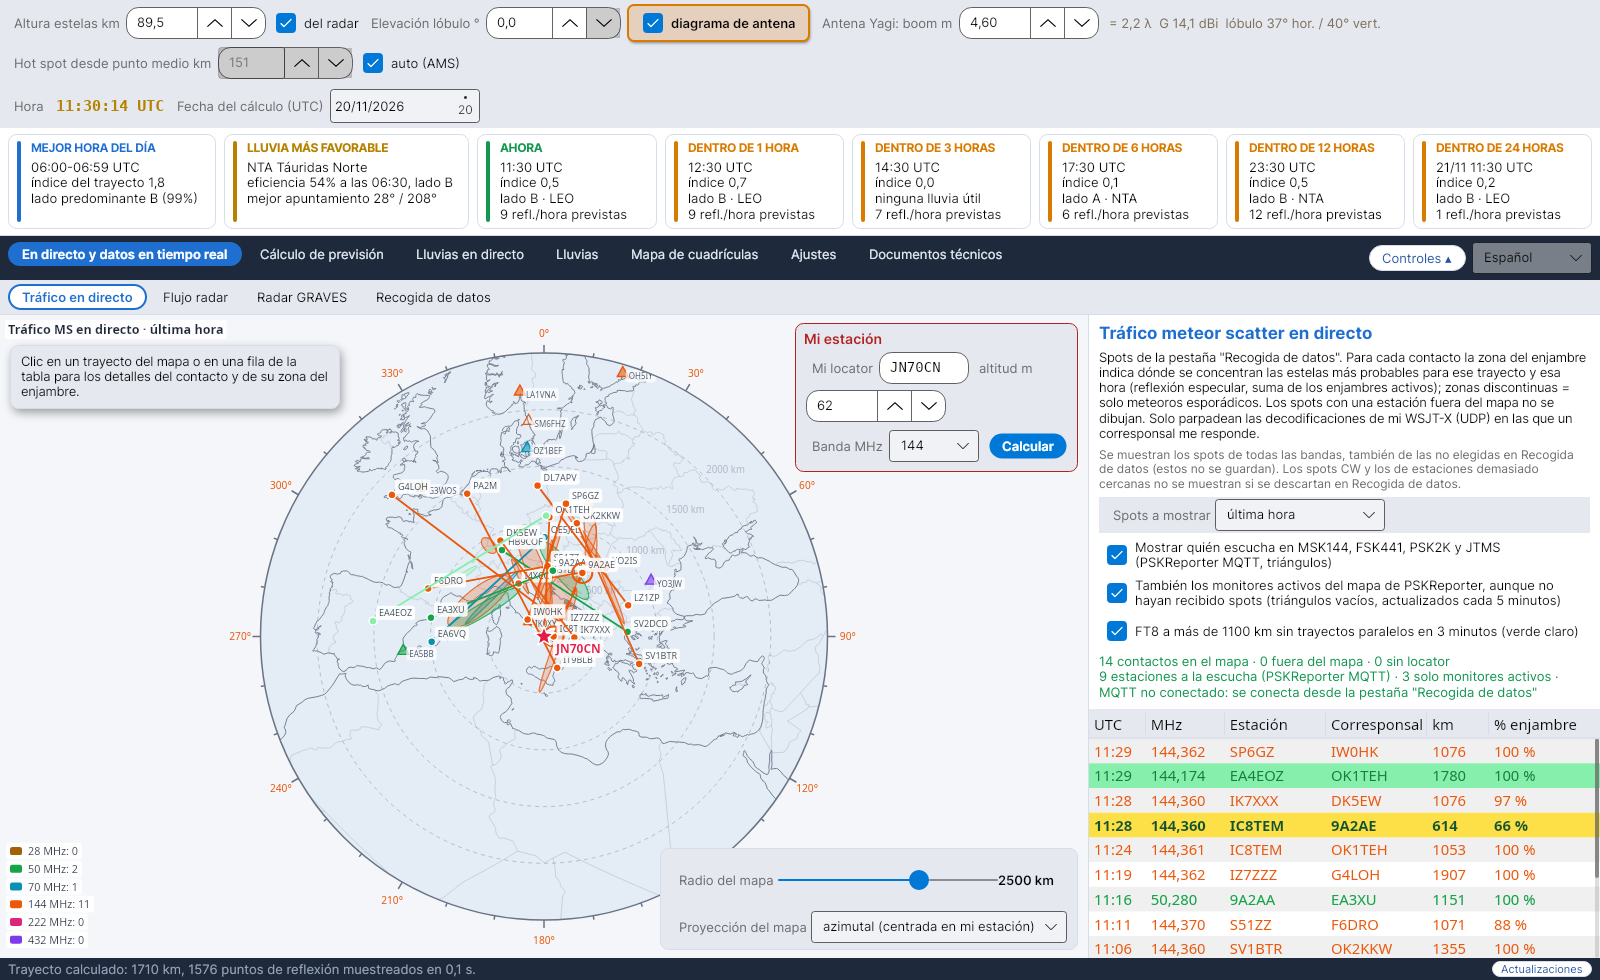 Altura estelas km 89,5 del radar Elevación lóbulo ° 0,0 diagrama de antena Antena Yagi: boom m 4,60 = 2,2 λ G 14,1 dBi lóbulo 37° hor. / 40° vert.
Hot spot desde punto medio km 151 auto (AMS)
Hora 11:30:14 UTC Fecha del cálculo (UTC) 20/11/2026 20
MEJOR HORA DEL DÍA
06:00-06:59 UTC
índice del trayecto 1,8
lado predominante B (99%)
LLUVIA MÁS FAVORABLE
NTA Táuridas Norte
eficiencia 54% a las 06:30, lado B
mejor apuntamiento 28° / 208°
AHORA
11:30 UTC
índice 0,5
lado B · LEO
9 refl./hora previstas
DENTRO DE 1 HORA
12:30 UTC
índice 0,7
lado B · LEO
9 refl./hora previstas
DENTRO DE 3 HORAS
14:30 UTC
índice 0,0
ninguna lluvia útil
7 refl./hora previstas
DENTRO DE 6 HORAS
17:30 UTC
índice 0,1
lado A · NTA
6 refl./hora previstas
DENTRO DE 12 HORAS
23:30 UTC
índice 0,5
lado B · NTA
12 refl./hora previstas
DENTRO DE 24 HORAS
21/11 11:30 UTC
índice 0,2
lado B · LEO
1 refl./hora previstas
En directo y datos en tiempo real Cálculo de previsión Lluvias en directo Lluvias Mapa de cuadrículas Ajustes Documentos técnicos Controles ▴ Español
Tráfico en directo Flujo radar Radar GRAVES Recogida de datos
Tráfico MS en directo · última hora
Clic en un trayecto del mapa o en una fila de la
tabla para los detalles del contacto y de su zona del
enjambre.
0°
30°
60°
90°
120°
180°
210°
240°
270°
300°
330°
2000 km
1500 km
1000 km
LA1VNA
SM6FHZ
OZ1BEF
DL7APV
G4LOH
PA2M
SP6GZ
OK1TEH
OK2KKW
DK5EW
HB9COF
9A2AA
9A2AE
YO3JW
F6DRO
LZ1ZP
EA4EOZ
EA3XU
IW0HK
IZ7ZZZ
IK7XXX
SV2DCD
EA6VQ
EA5BB
JN70CN
IT9BLB
SV1BTR
Mi estación
Mi locator JN70CN altitud m
62
Banda MHz 144 Calcular
28 MHz: 0
50 MHz: 2
70 MHz: 1
144 MHz: 11
222 MHz: 0
432 MHz: 0
Radio del mapa 2500 km
Proyección del mapa azimutal (centrada en mi estación)
Tráfico meteor scatter en directo
Spots de la pestaña "Recogida de datos". Para cada contacto la zona del enjambre
indica dónde se concentran las estelas más probables para ese trayecto y esa
hora (reflexión especular, suma de los enjambres activos); zonas discontinuas =
solo meteoros esporádicos. Los spots con una estación fuera del mapa no se
dibujan. Solo parpadean las decodificaciones de mi WSJT-X (UDP) en las que un
corresponsal me responde.
Se muestran los spots de todas las bandas, también de las no elegidas en Recogida
de datos (estos no se guardan). Los spots CW y los de estaciones demasiado
cercanas no se muestran si se descartan en Recogida de datos.
Spots a mostrar última hora
Mostrar quién escucha en MSK144, FSK441, PSK2K y JTMS
(PSKReporter MQTT, triángulos)
También los monitores activos del mapa de PSKReporter, aunque no
hayan recibido spots (triángulos vacíos, actualizados cada 5 minutos)
FT8 a más de 1100 km sin trayectos paralelos en 3 minutos (verde claro)
14 contactos en el mapa · 0 fuera del mapa · 0 sin locator
9 estaciones a la escucha (PSKReporter MQTT) · 3 solo monitores activos ·
MQTT no conectado: se conecta desde la pestaña "Recogida de datos"
UTC MHz Estación Corresponsal km % enjambre
11:29 144,362 SP6GZ IW0HK 1076 100 %
11:29 144,174 EA4EOZ OK1TEH 1780 100 %
11:28 144,360 IK7XXX DK5EW 1076 97 %
11:28 144,360 IC8TEM 9A2AE 614 66 %
11:24 144,361 IC8TEM OK1TEH 1053 100 %
11:19 144,362 IZ7ZZZ G4LOH 1907 100 %
11:16 50,280 9A2AA EA3XU 1151 100 %
11:11 144,370 S51ZZ F6DRO 1071 88 %
11:06 144,360 SV1BTR OK2KKW 1355 100 %
Trayecto calculado: 1710 km, 1576 puntos de reflexión muestreados en 0,1 s. Actualizaciones